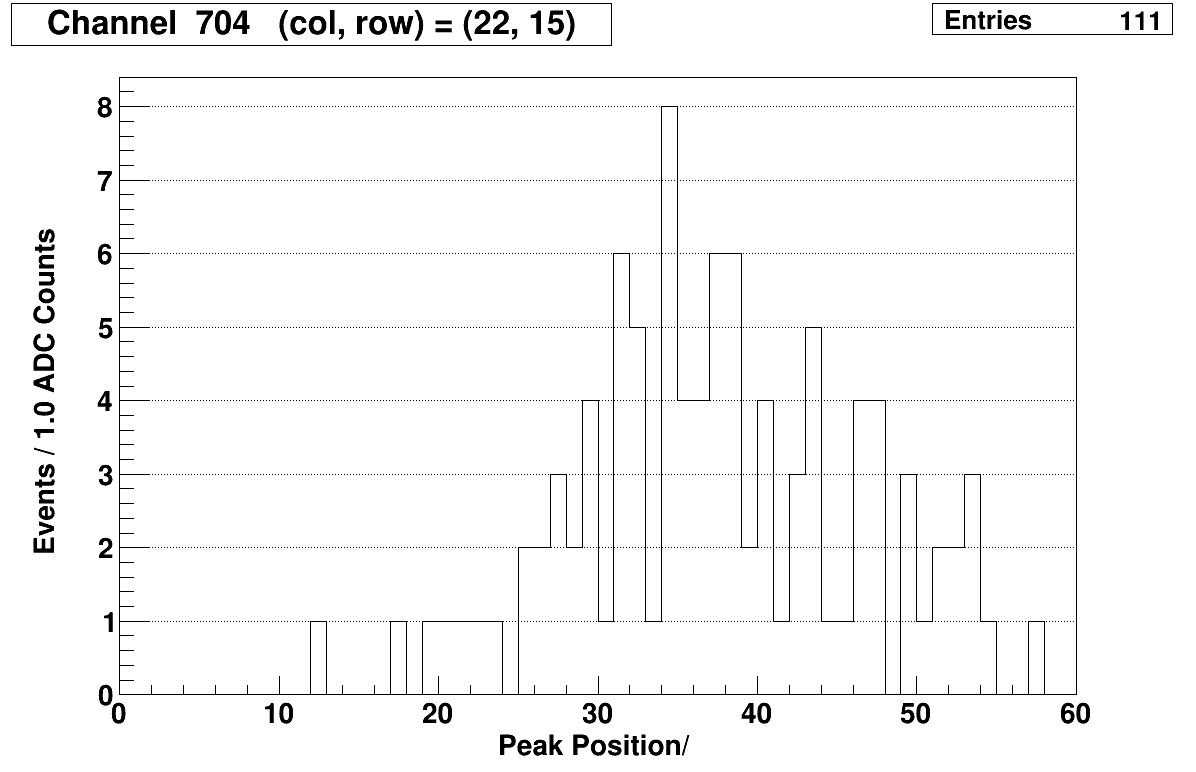 Channel  704   (col, row) = (22, 15)
Entries 111
8
7
6
5
4
3
2
1
0
Events / 1.0 ADC Counts
0 10 20 30 40 50 60
Peak Position/